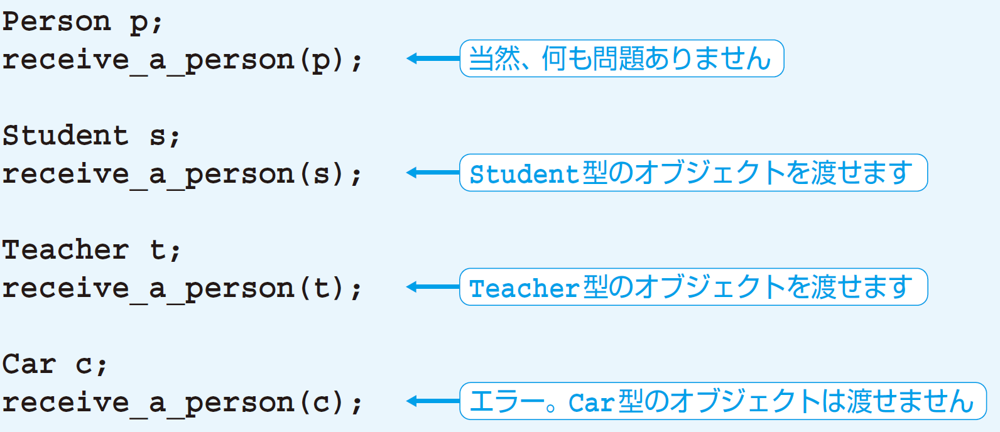 Person p;
receive_a_person(p);
当然、何も問題ありません
Student s;
receive_a_person(s);
Student型のオブジェクトを渡せます
Teacher t;
receive_a_person(t);
Teacher型のオブジェクトを渡せます
Car c;
receive_a_person(c);
エラー。Car型のオブジェクトは渡せません